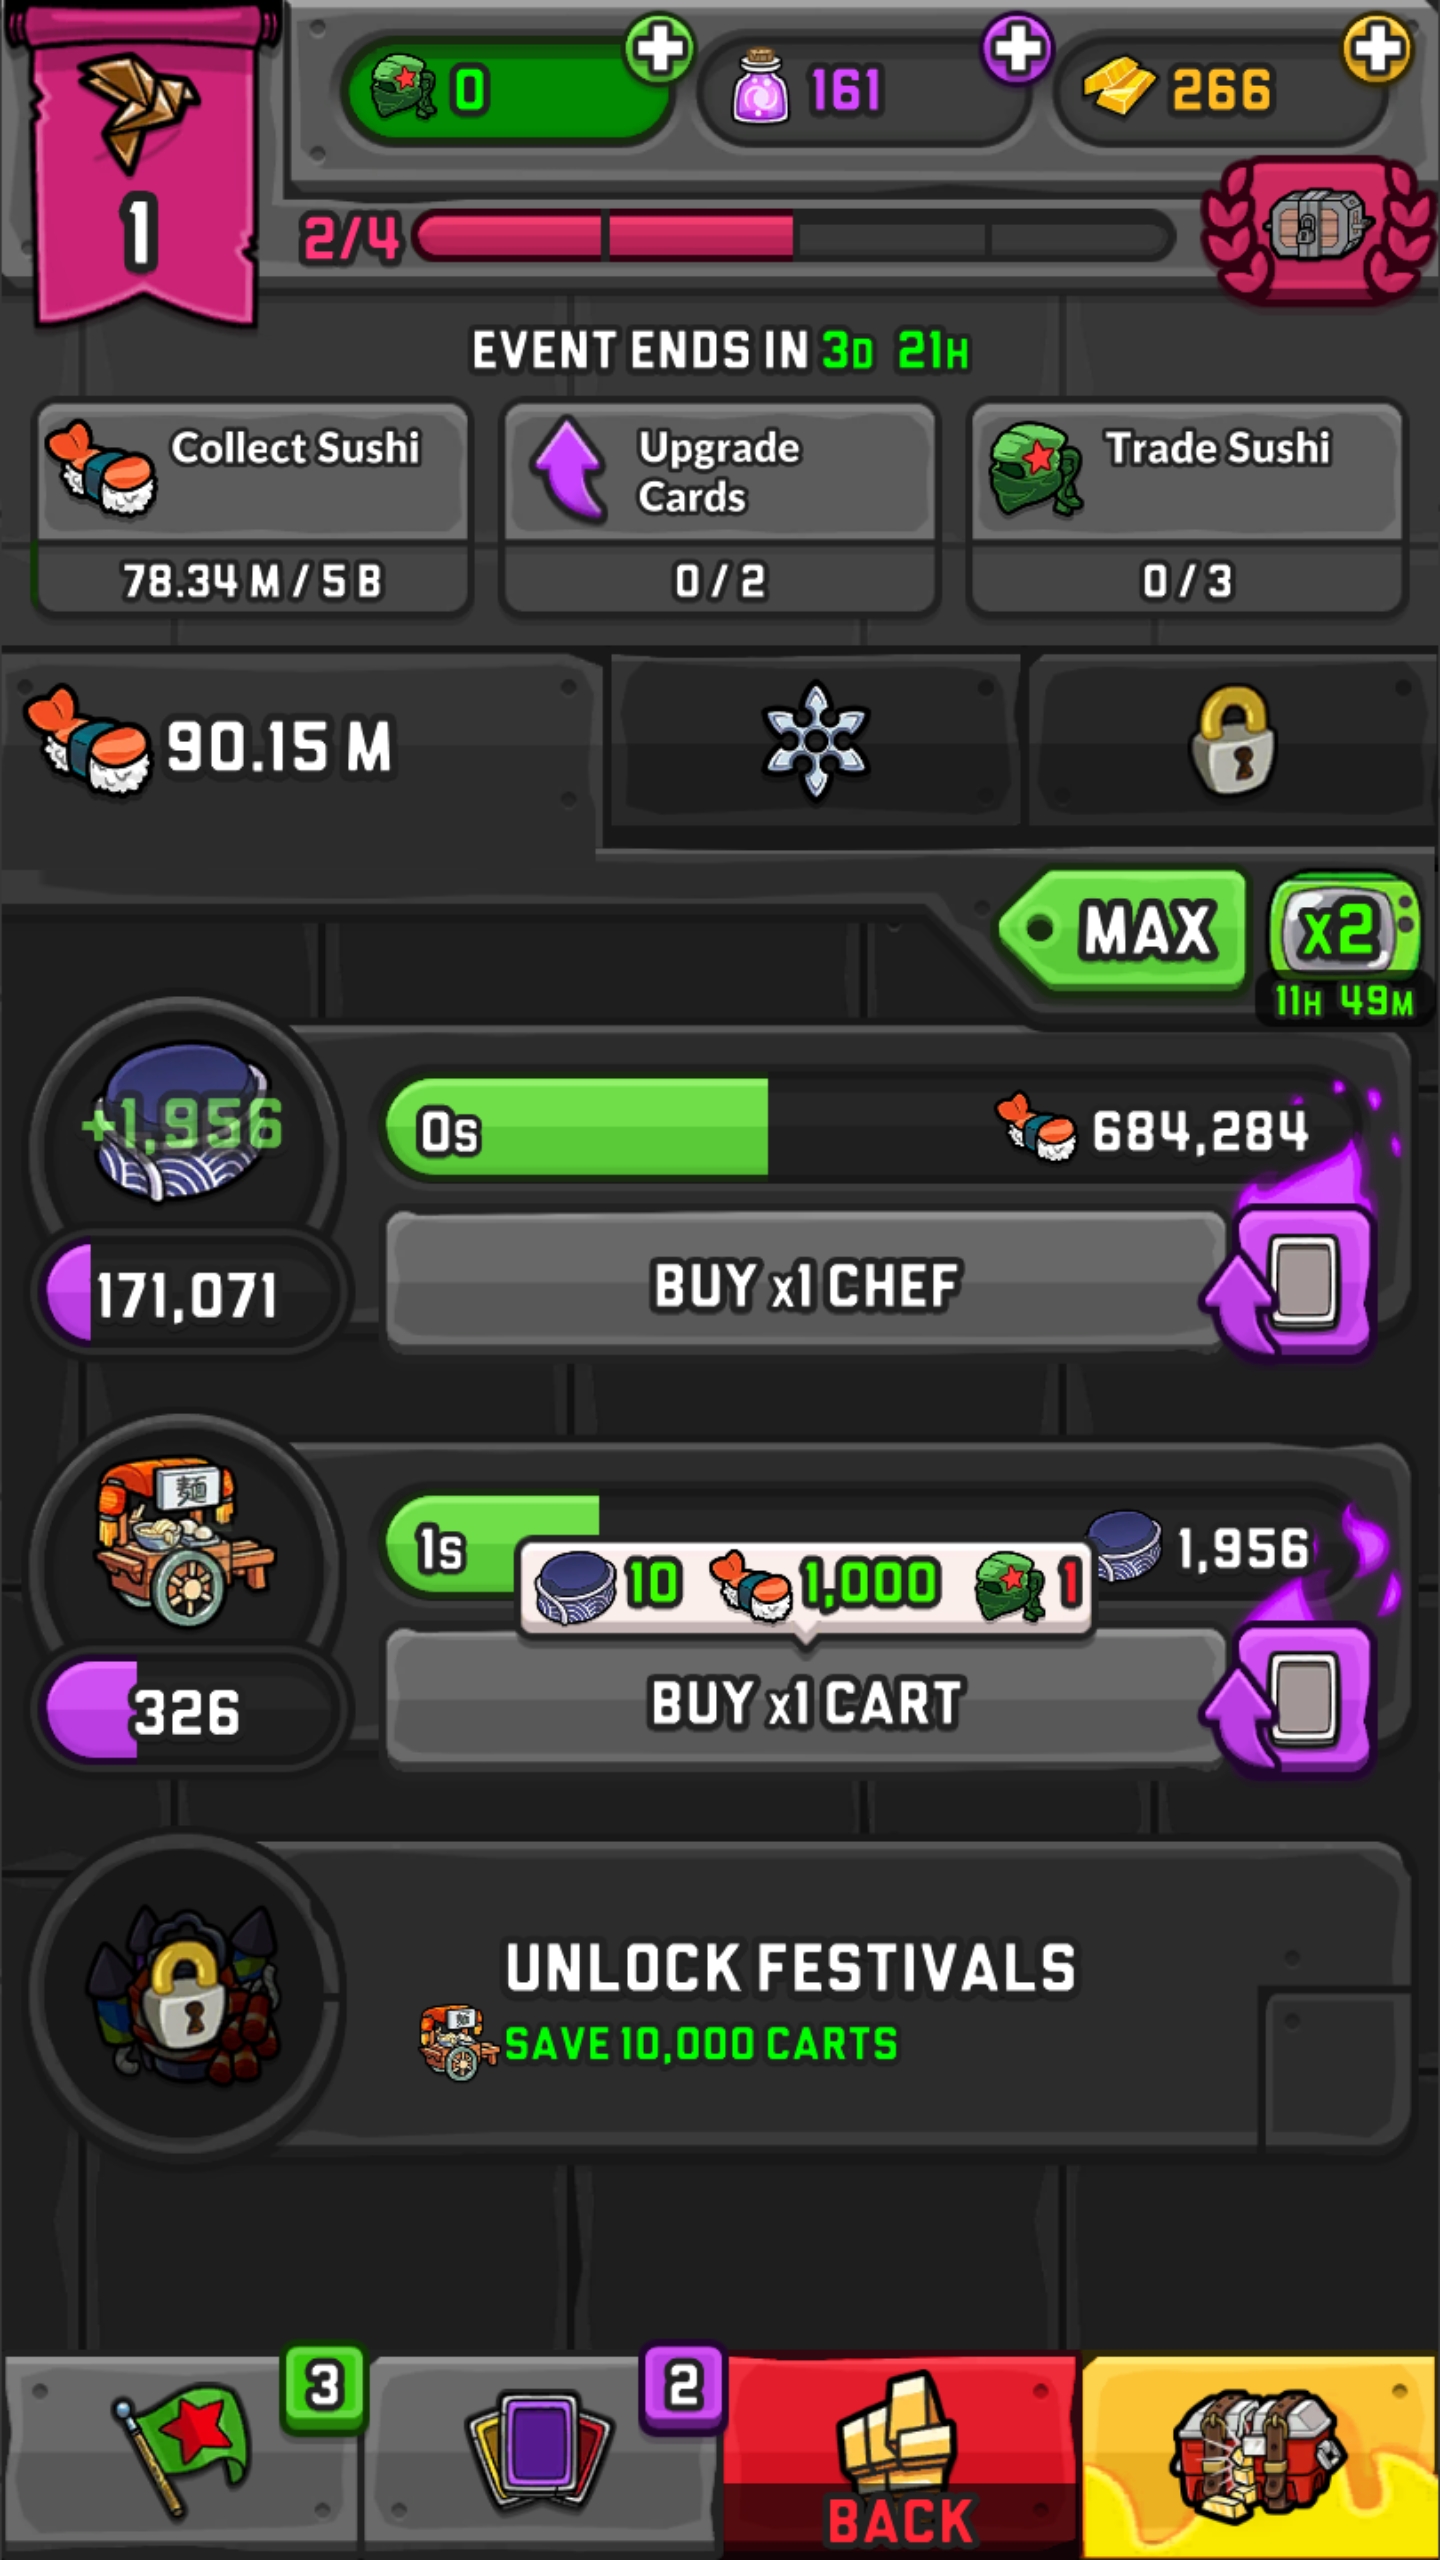 0
161
266
1
2/4
EVENT ENDS IN 3D 21H
Collect Sushi
78.34 M / 5 B
Upgrade
Cards
0 / 2
Trade Sushi
0 / 3
90.15 M
MAX
x2
11H 49M
+1,956
0s
684,284
171,071
BUY x1 CHEF
麺
1s
1,956
10 1,000 1
326
BUY x1 CART
UNLOCK FESTIVALS
SAVE 10,000 CARTS
3
2
BACK